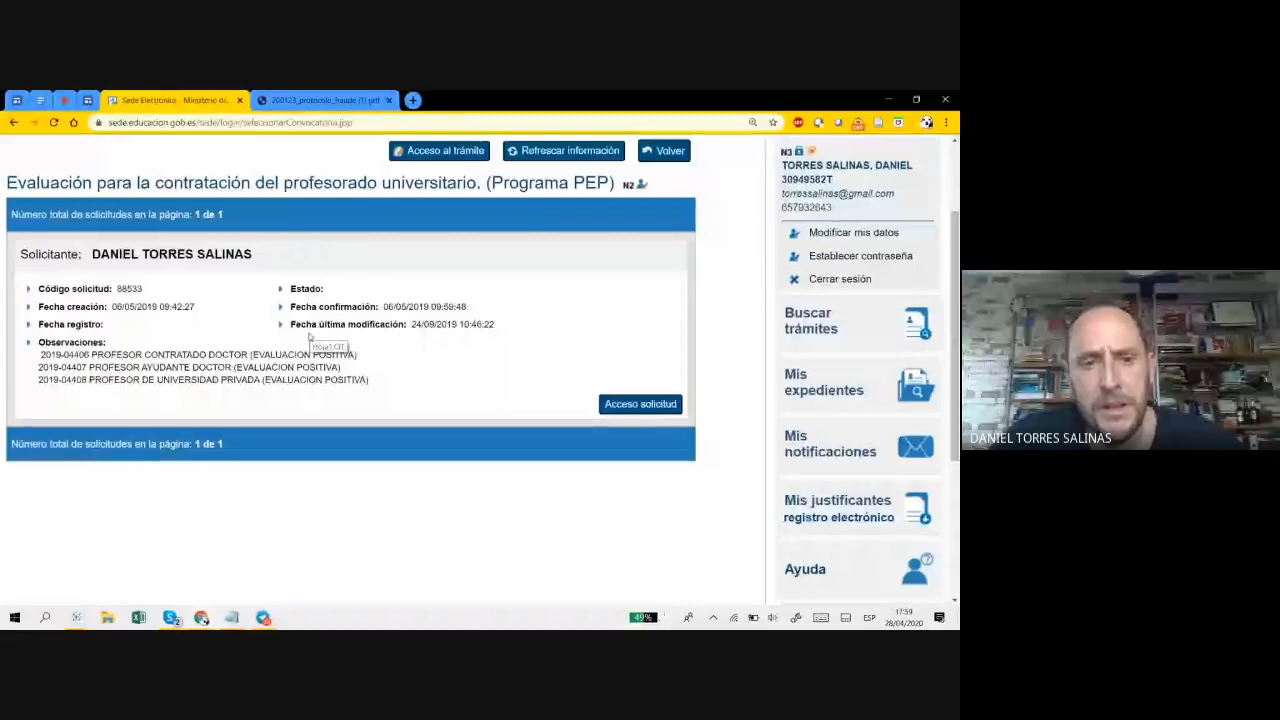 Sede Electrónica - Ministerio de
200123_protocolo_fraude (1).pdf
sede.educacion.gob.es/sede/login/seleccionarConvocatoria.jjsp
Acceso al trámite
Refrescar información
Volver
Evaluación para la contratación del profesorado universitario. (Programa PEP) N2
Número total de solicitudes en la página: 1 de 1
Solicitante: DANIEL TORRES SALINAS
Código solicitud: 88533
Estado:
Fecha creación: 06/05/2019 09:42:27
Fecha confirmación: 06/05/2019 09:59:48
Fecha registro:
Fecha última modificación: 24/09/2019 10:46:22
Observaciones:
2019-04406 PROFESOR CONTRATADO DOCTOR (EVALUACION POSITIVA)
2019-04407 PROFESOR AYUDANTE DOCTOR (EVALUACION POSITIVA)
2019-04408 PROFESOR DE UNIVERSIDAD PRIVADA (EVALUACION POSITIVA)
Acceso solicitud
Número total de solicitudes en la página: 1 de 1
N3
TORRES SALINAS, DANIEL
30949582T
torressalinas@gmail.com
657932643
Modificar mis datos
Establecer contraseña
Cerrar sesión
Buscar
trámites
Mis
expedientes
Mis
notificaciones
Mis justificantes
registro electrónico
Ayuda
49%
ESP
17:59
28/04/2020
DANIEL TORRES SALINAS